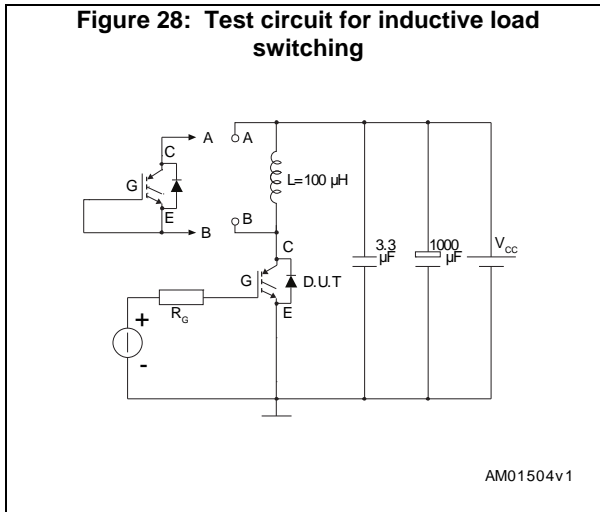 Figure 28: Test circuit for inductive load
switching
A
A
C
G
L=100 µH
E
B
B
C
3.3
µF
1000
µF
V_CC
G
D.U.T
E
R_G
+
-
AM01504v1